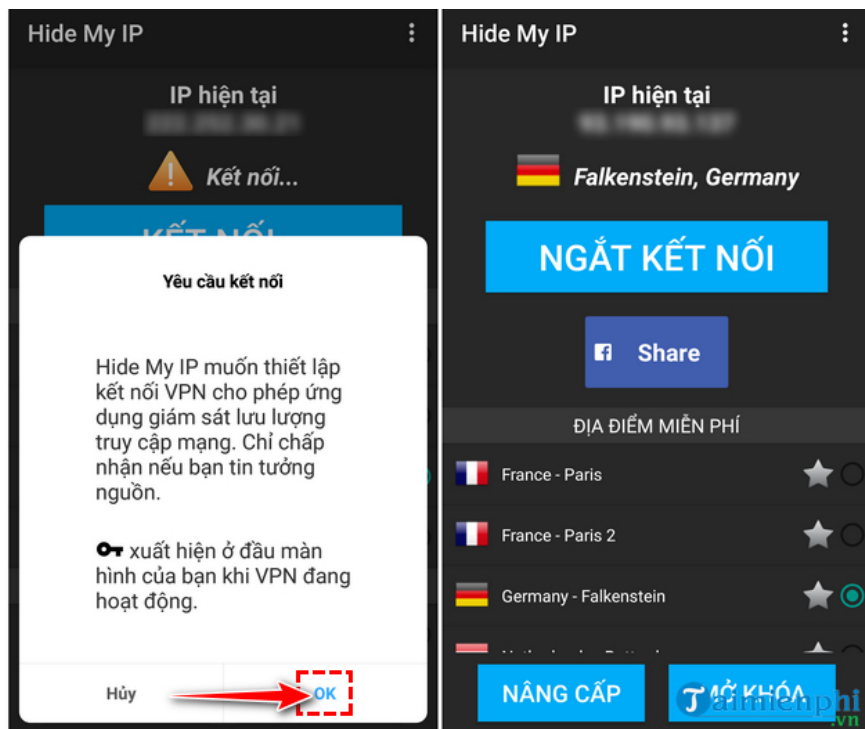 Hide My IP
IP hiện tại
Kết nối...
KẾT NỐI
Yêu cầu kết nối
Hide My IP muốn thiết lập
kết nối VPN cho phép ứng
dụng giám sát lưu lượng
truy cập mạng. Chỉ chấp
nhận nếu bạn tin tưởng
nguồn.
xuất hiện ở đầu màn
hình của bạn khi VPN đang
hoạt động.
Hủy
OK
Hide My IP
IP hiện tại
Falkenstein, Germany
NGẮT KẾT NỐI
Share
ĐỊA ĐIỂM MIỄN PHÍ
France - Paris
France - Paris 2
Germany - Falkenstein
NÂNG CẤP
MỞ KHÓA
Taimienphi
.vn